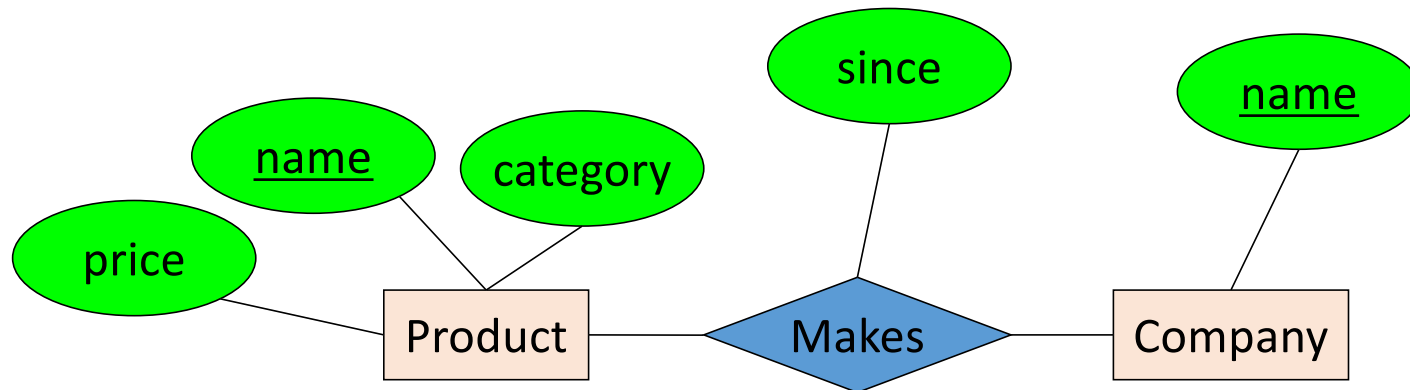 since
name
name
category
price
Product
Makes
Company